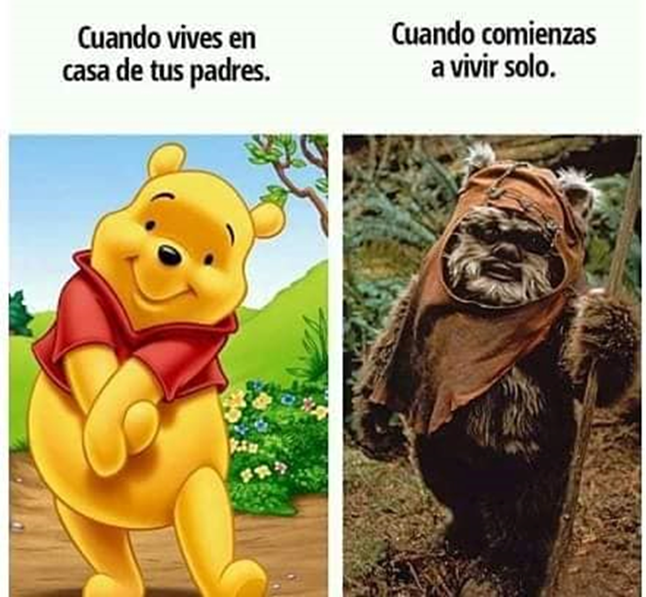 Cuando vives en
casa de tus padres.
Cuando comienzas
a vivir solo.